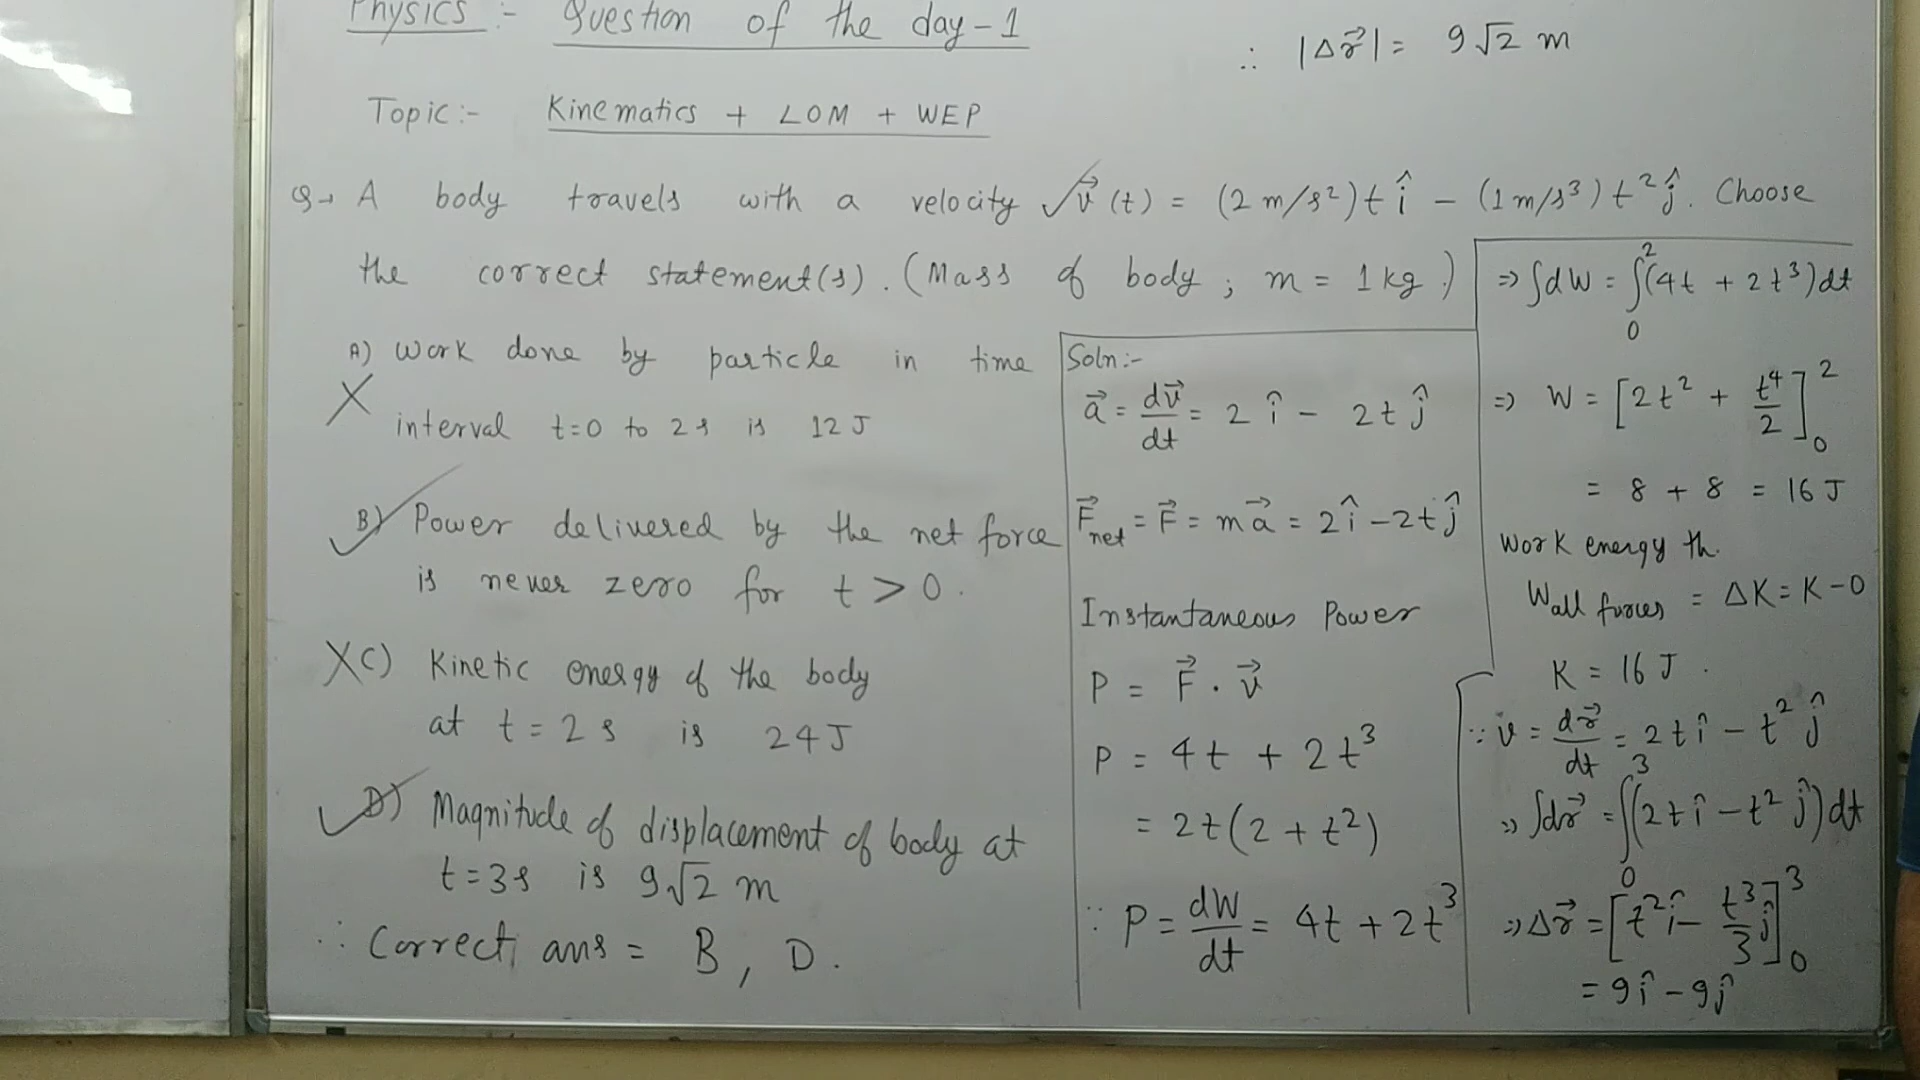 Physics :- Question of the day-1
Topic:- Kinematics + LOM + WEP
Q→ A body travels with a velocity v⃗(t) = (2 m/s²)t î − (1 m/s³)t² ĵ. Choose
the correct statement(s). (Mass of body ; m = 1 kg.)
A) Work done by particle in time
interval t=0 to 2s is 12 J
B) Power delivered by the net force
is never zero for t > 0.
C) Kinetic energy of the body
at t = 2 s is 24J
D) Magnitude of displacement of body at
t=3s is 9√2 m
∴ Correct ans = B, D.
Soln:-
a⃗ = dv⃗/dt = 2 î − 2t ĵ
F⃗net = F⃗ = ma⃗ = 2î − 2tĵ
Instantaneous Power
P = F⃗ . v⃗
P = 4t + 2t³
= 2t(2 + t²)
∵ P = dW/dt = 4t + 2t³
⇒ ∫dW = ∫₀²(4t + 2t³)dt
⇒ W = [2t² + t⁴/2]₀²
= 8 + 8 = 16 J
Work energy th.
Wall forces = ΔK = K − 0
K = 16 J.
∵ v = dr⃗/dt = 2tî − t² ĵ
⇒ ∫dr⃗ = ∫₀³(2tî − t² ĵ)dt
⇒ Δr⃗ = [t²î − t³/3 ĵ]₀³
= 9î − 9ĵ
∴ |Δr⃗| = 9√2 m